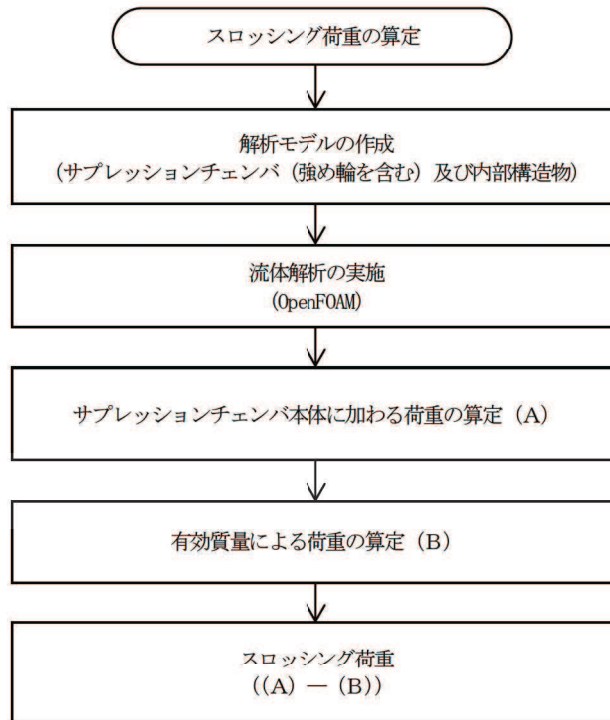 スロッシング荷重の算定
解析モデルの作成
(サプレッションチェンバ（強め輪を含む）及び内部構造物)
流体解析の実施
(OpenFOAM)
サプレッションチェンバ本体に加わる荷重の算定（A）
有効質量による荷重の算定（B）
スロッシング荷重
((A) ― (B))